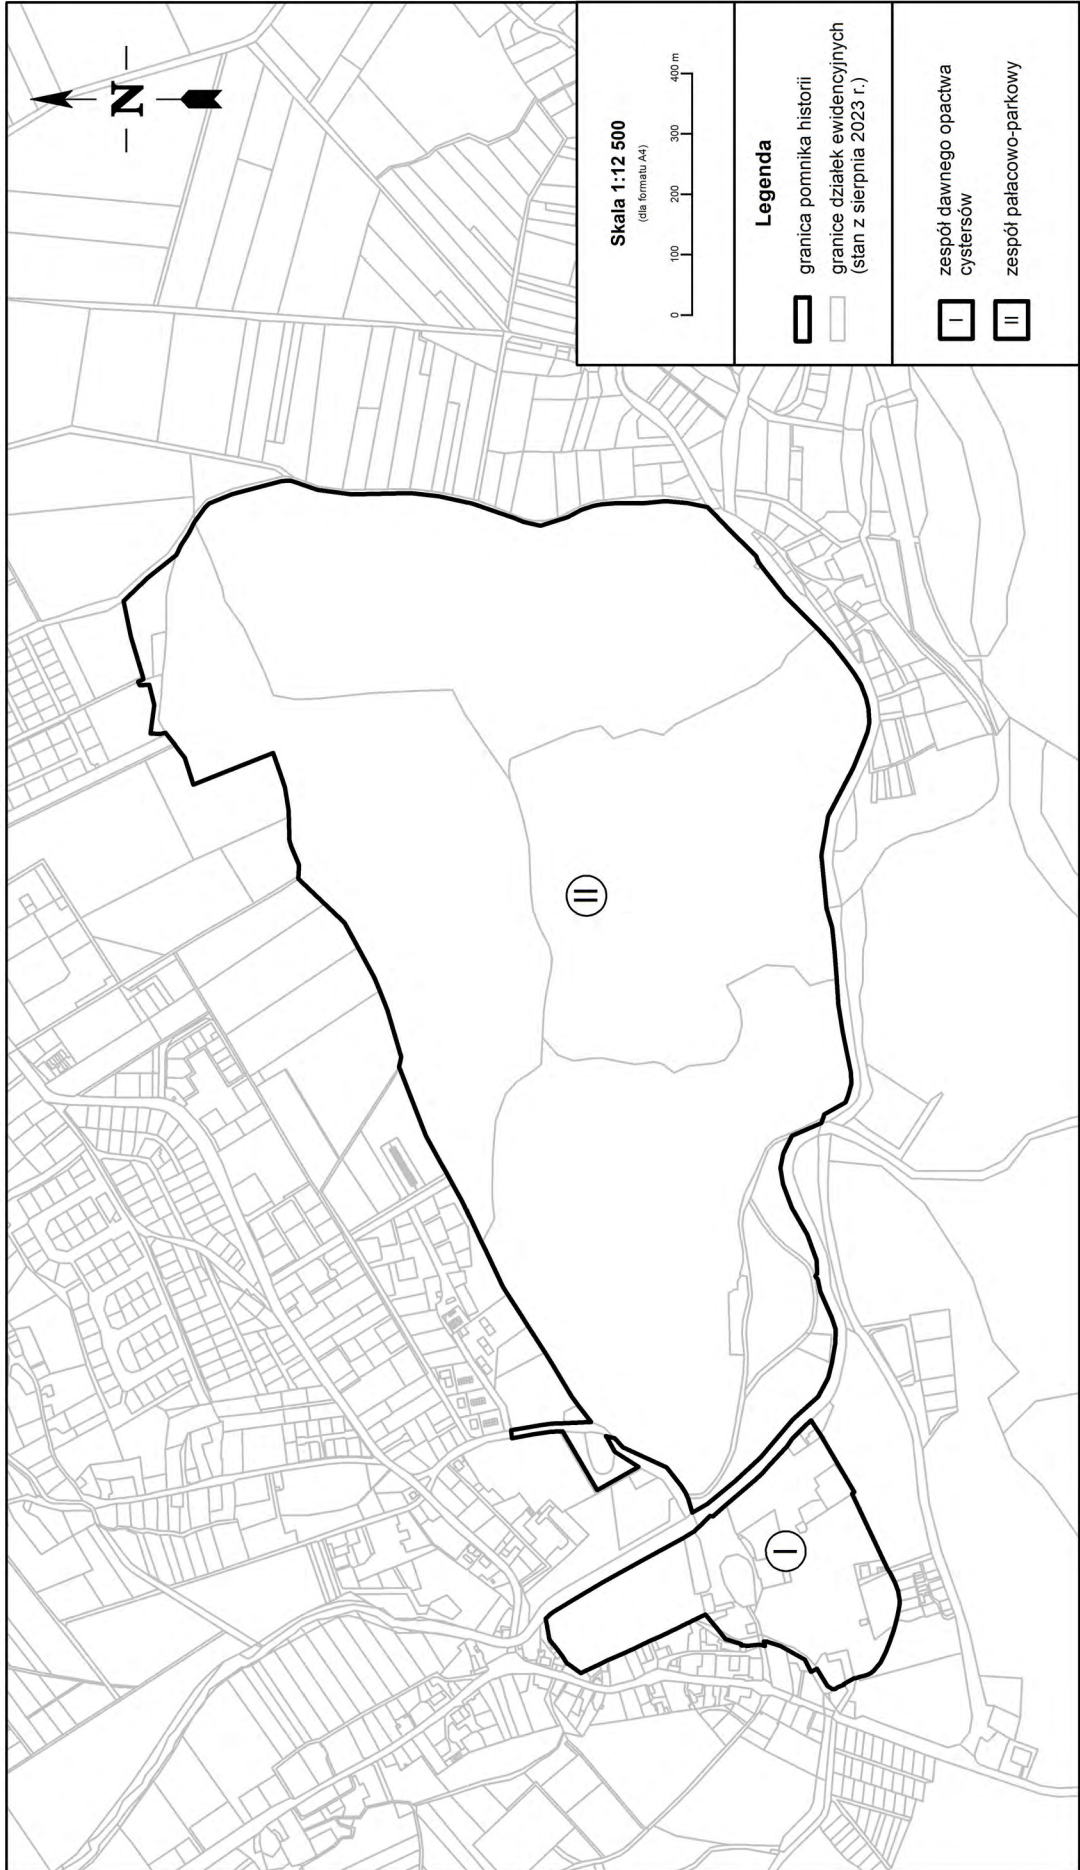 N
Skala 1:12 500
(dla formatu A4)
0 100 200 300 400 m
Legenda
granica pomnika historii
granice działek ewidencyjnych
(stan z sierpnia 2023 r.)
I zespół dawnego opactwa
cystersów
II zespół pałacowo-parkowy
II
I